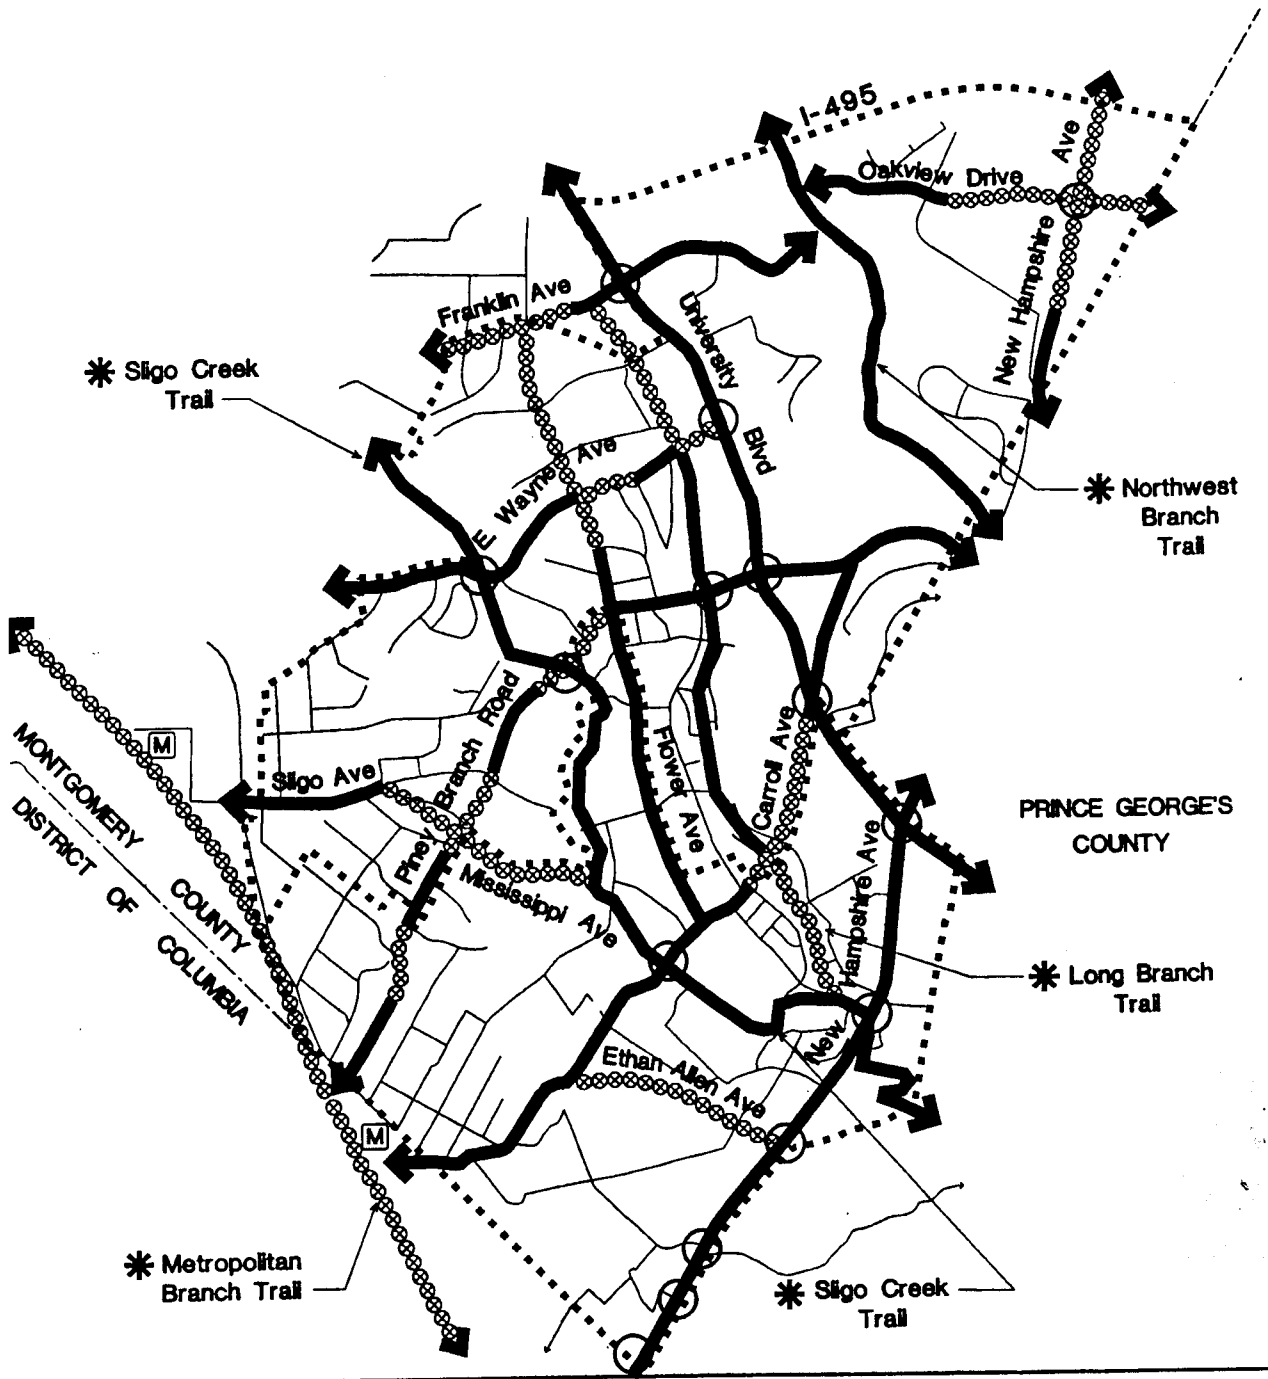 I-495
Ave
Oakview Drive
New Hampshire
Franklin Ave
University
Blvd
✳ Sligo Creek
Trail
E Wayne Ave
✳ Northwest
Branch
Trail
M
MONTGOMERY COUNTY
DISTRICT OF COLUMBIA
Sligo Ave
Piney Branch Road
Flower Ave
Carroll Ave
PRINCE GEORGE'S
COUNTY
Mississippi Ave
New Hampshire Ave
✳ Long Branch
Trail
Ethan Allen Ave
M
✳ Metropolitan
Branch Trail
✳ Sligo Creek
Trail